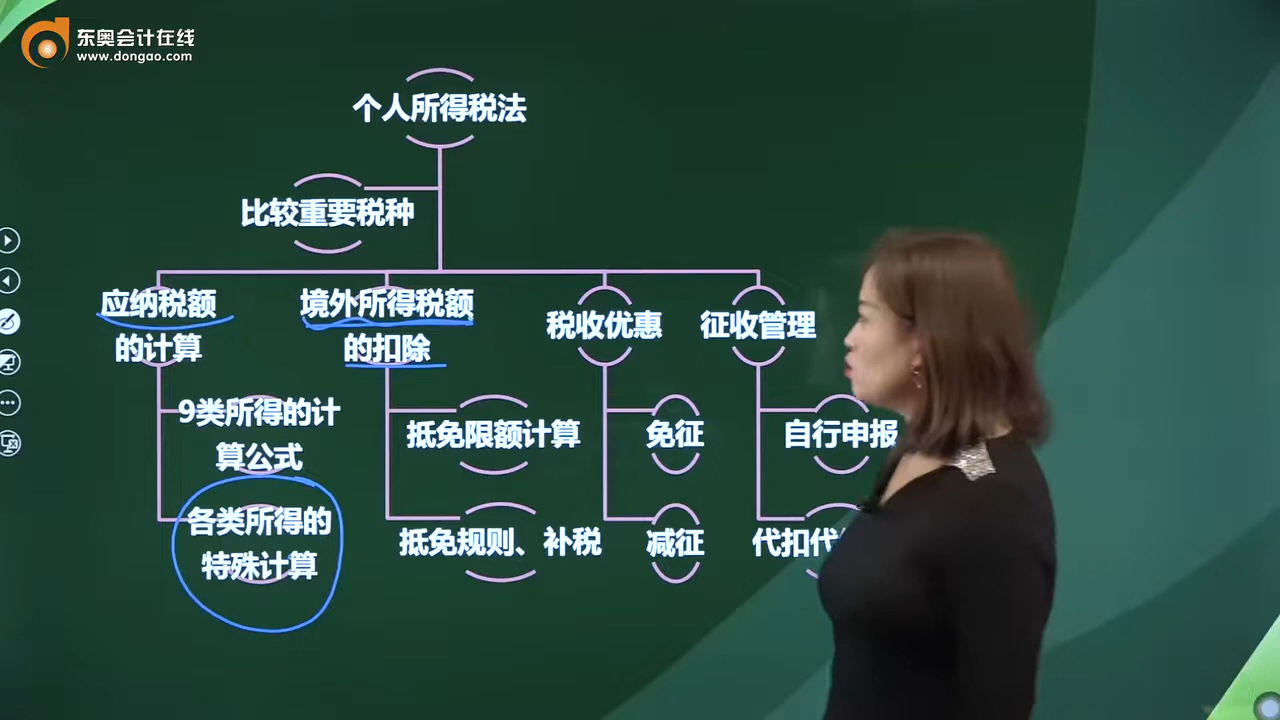 东奥会计在线
www.dongao.com
个人所得税法
比较重要税种
应纳税额
的计算
境外所得税额
的扣除
税收优惠
征收管理
9类所得的计
算公式
抵免限额计算
免征
自行申报
各类所得的
特殊计算
抵免规则、补税
减征
代扣代